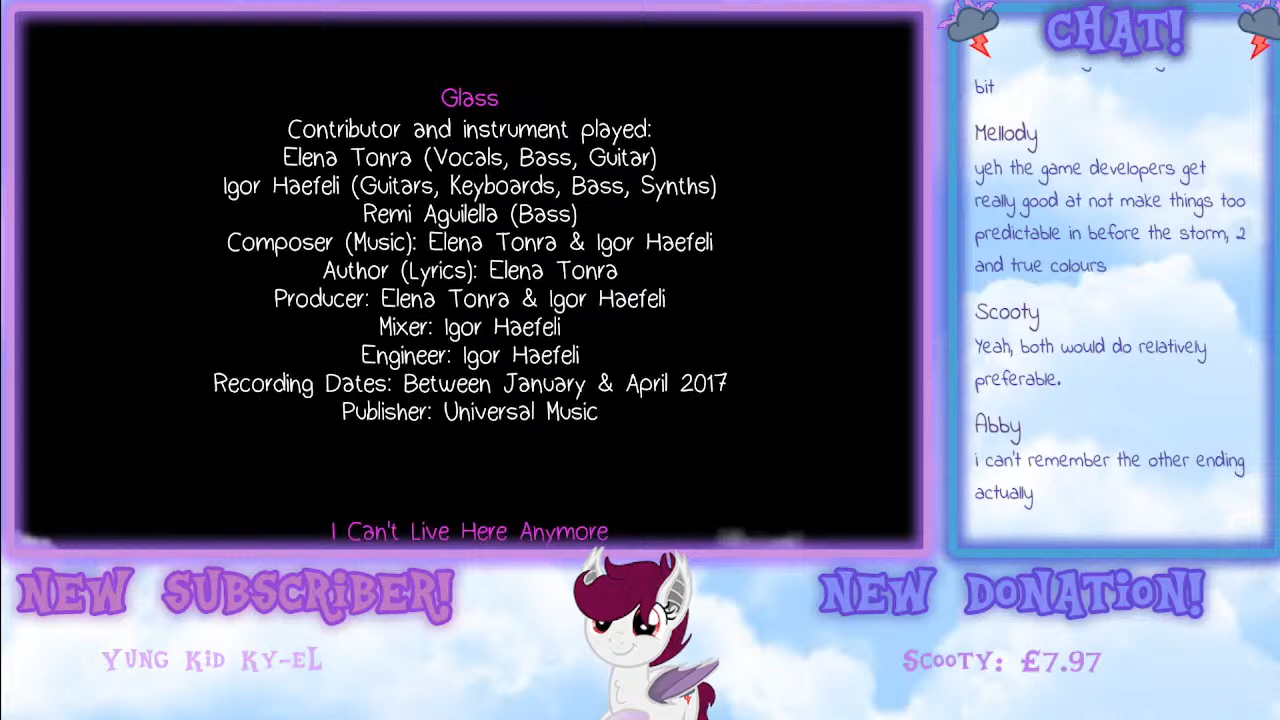 Glass
Contributor and instrument played:
Elena Tonra (Vocals, Bass, Guitar)
Igor Haefeli (Guitars, Keyboards, Bass, Synths)
Remi Aguilella (Bass)
Composer (Music): Elena Tonra & Igor Haefeli
Author (Lyrics): Elena Tonra
Producer: Elena Tonra & Igor Haefeli
Mixer: Igor Haefeli
Engineer: Igor Haefeli
Recording Dates: Between January & April 2017
Publisher: Universal Music
I Can't Live Here Anymore
CHAT!
bit
Mellody
yeh the game developers get
really good at not make things too
predictable in before the storm, 2
and true colours
Scooty
Yeah, both would do relatively
preferable.
Abby
i can't remember the other ending
actually
NEW SUBSCRIBER!
YUNG KID KY-EL
NEW DONATION!
SCOOTY: £7.97